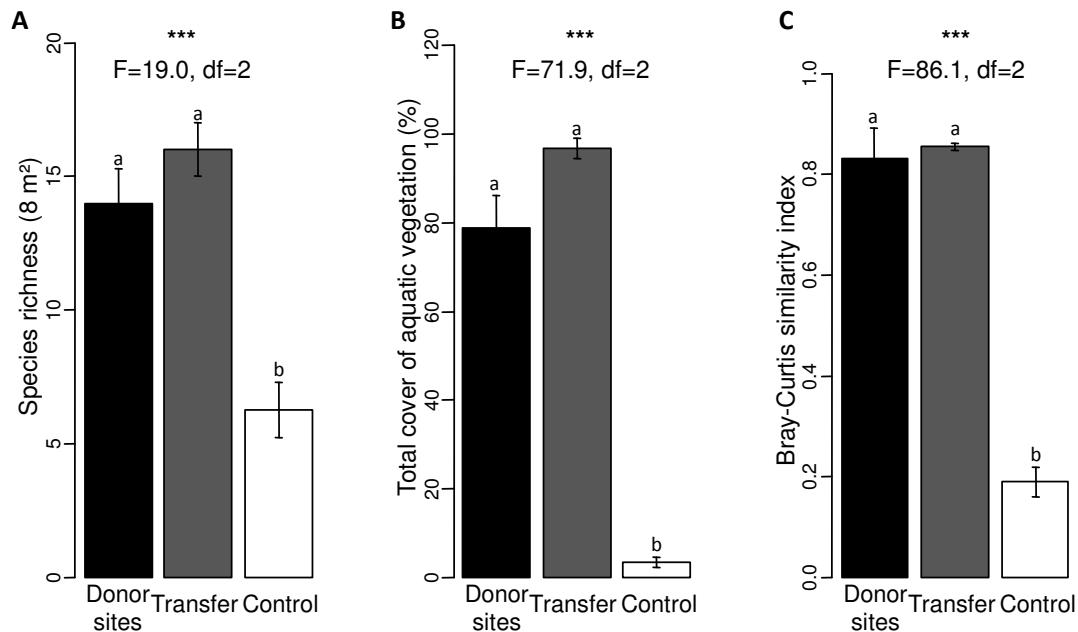 A
***
F=19.0, df=2
Species richness (8 m²)
20
15
10
5
0
a
a
b
Donor sites
Transfer
Control
B
***
F=71.9, df=2
Total cover of aquatic vegetation (%)
120
100
80
60
40
20
0
a
a
b
Donor sites
Transfer
Control
C
***
F=86.1, df=2
Bray-Curtis similarity index
1.0
0.8
0.6
0.4
0.2
0.0
a
a
b
Donor sites
Transfer
Control